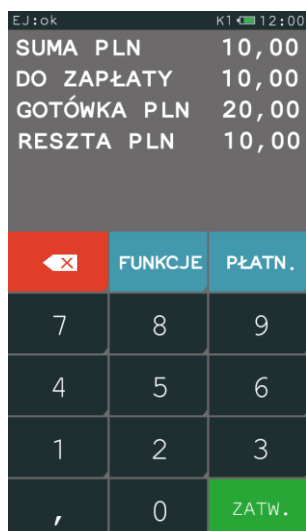 EJ:ok K1 12:00
SUMA PLN 10,00
DO ZAPŁATY 10,00
GOTÓWKA PLN 20,00
RESZTA PLN 10,00
FUNKCJE PŁATN.
7 8 9
4 5 6
1 2 3
, 0 ZATW.